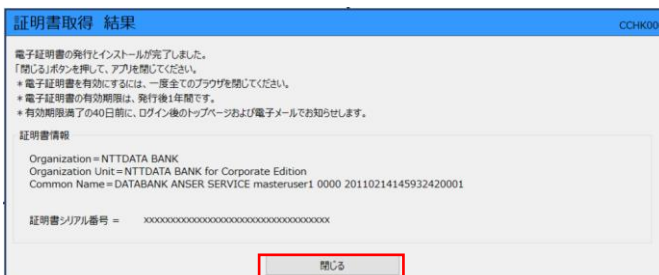 証明書取得 結果
CCHK00
電子証明書の発行とインストールが完了しました。
「閉じる」ボタンを押して、アプリを閉じてください。
＊電子証明書を有効にするには、一度全てのブラウザを閉じてください。
＊電子証明書の有効期限は、発行後1年間です。
＊有効期限満了の40日前に、ログイン後のトップページおよび電子メールでお知らせします。
証明書情報
Organization=NTTDATA BANK
Organization Unit=NTTDATA BANK for Corporate Edition
Common Name=DATABANK ANSER SERVICE masteruser1 0000 20110214145932420001
証明書シリアル番号 = xxxxxxxxxxxxxxxxxxxxxxxxxxxxxxxxxxxx
閉じる